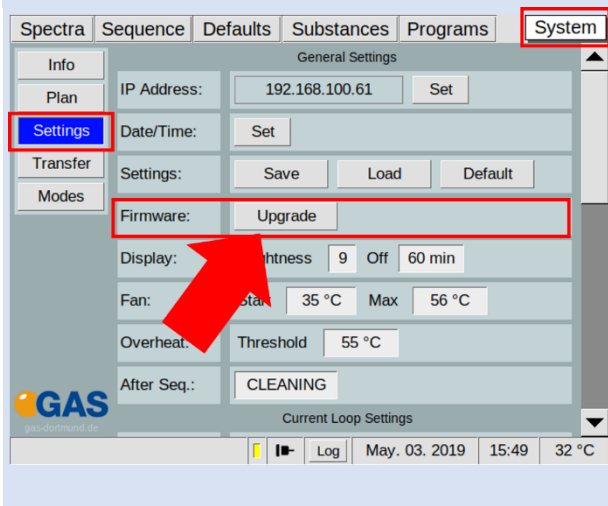 Spectra Sequence Defaults Substances Programs System
Info
Plan
Settings
Transfer
Modes
General Settings
IP Address: 192.168.100.61 Set
Date/Time: Set
Settings: Save Load Default
Firmware: Upgrade
Display: 9 Off 60 min
Fan: 35 °C Max 56 °C
Overheat: Threshold 55 °C
After Seq.: CLEANING
Current Loop Settings
GAS
gas-dortmund.de
Log May. 03. 2019 15:49 32 °C